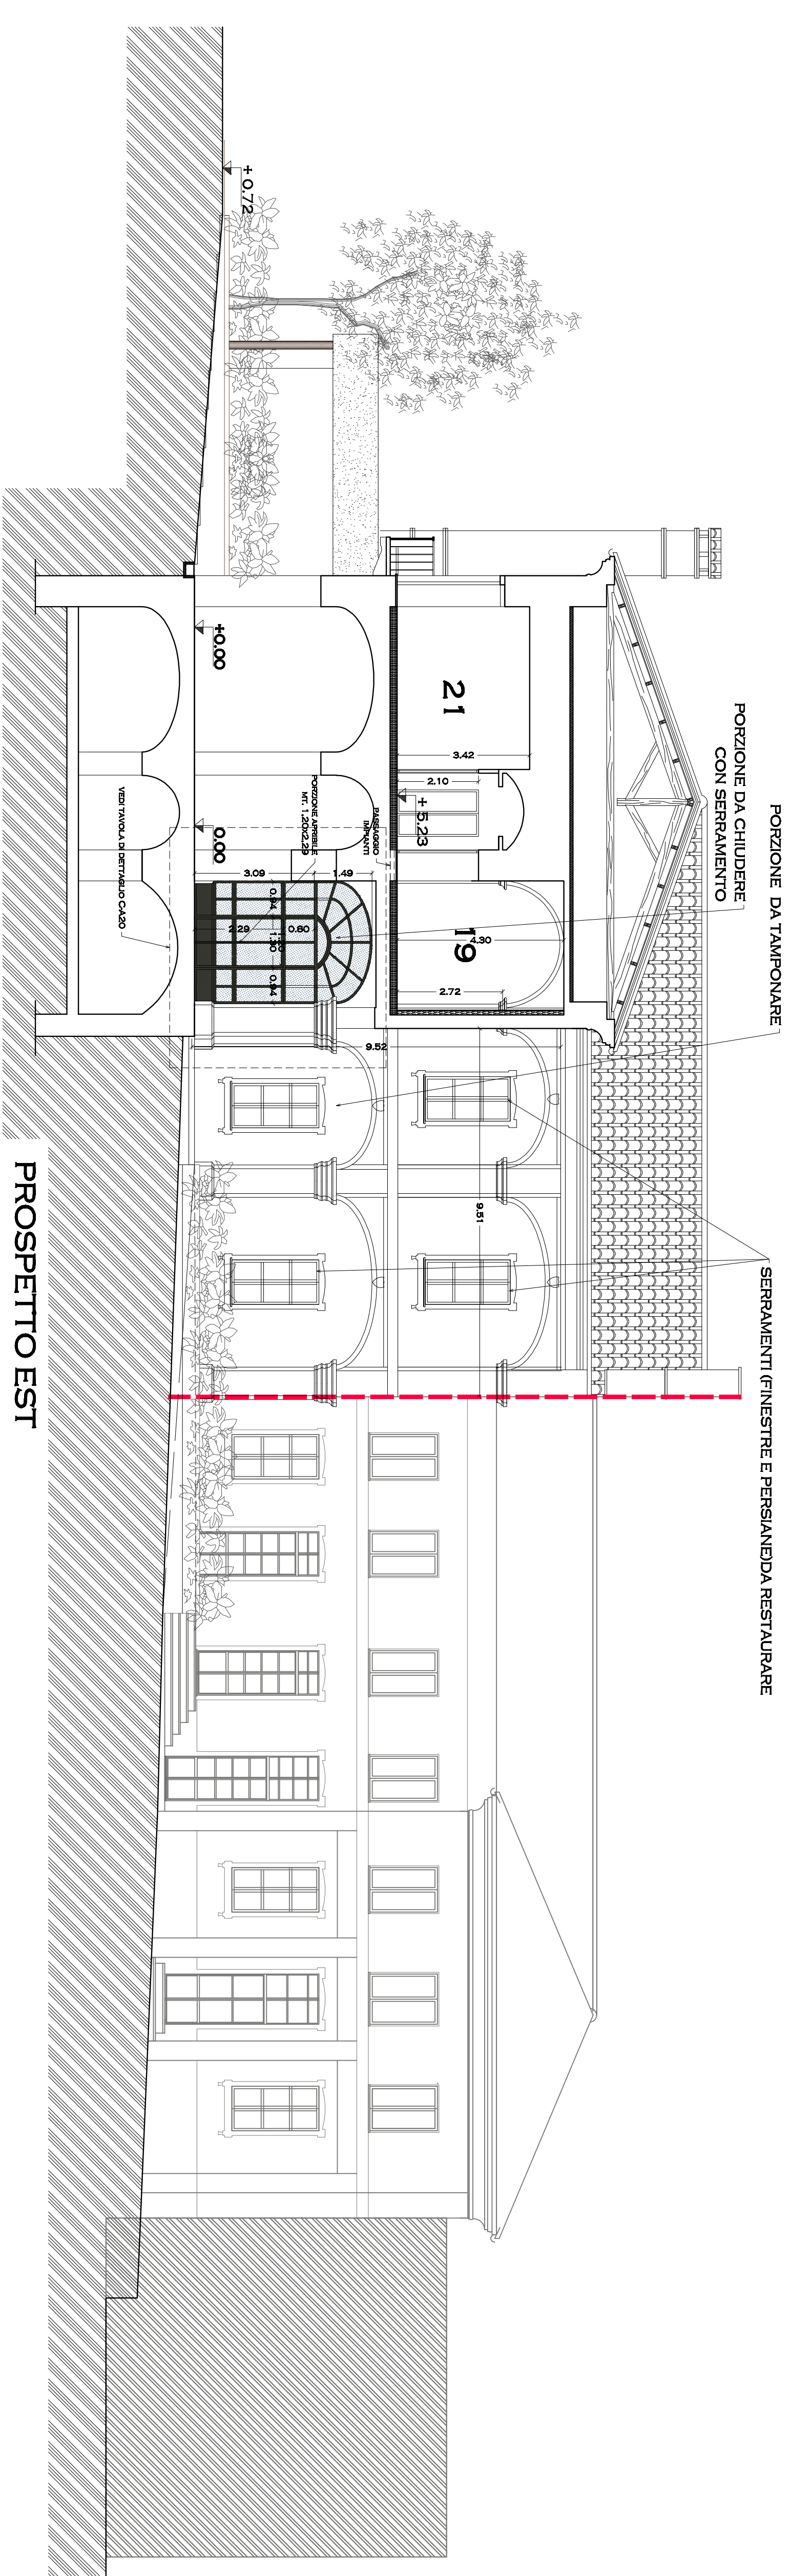 PORZIONE DA TAMPONARE
PORZIONE DA CHIUDERE
CON SERRAMENTO
SERRAMENTI (FINESTRE E PERSIANE)DA RESTAURARE
21
19
3.42
2.10
+ 5.23
4.30
2.72
PASSAGGIO
IMPIANTI
PORZIONE APRIBILE
MT. 1.20x2.29
+ 0.72
+0.00
0.00
3.09
1.49
0.94
2.29
0.80
1.30
0.94
9.52
9.51
VEDI TAVOLA DI DETTAGLIO C-A20
PROSPETTO EST